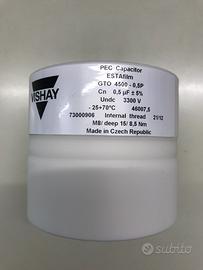 VISHAY
PEC Capacitor
ESTAfilm
GTO 4500 - 0,5P
Cn 0,5 µF ± 5%
Undc 3300 V
- 25+70°C 46007,5
73000906 Internal thread 21/12
M8/ deep 15/ 8,5 Nm
Made in Czech Republic
subito